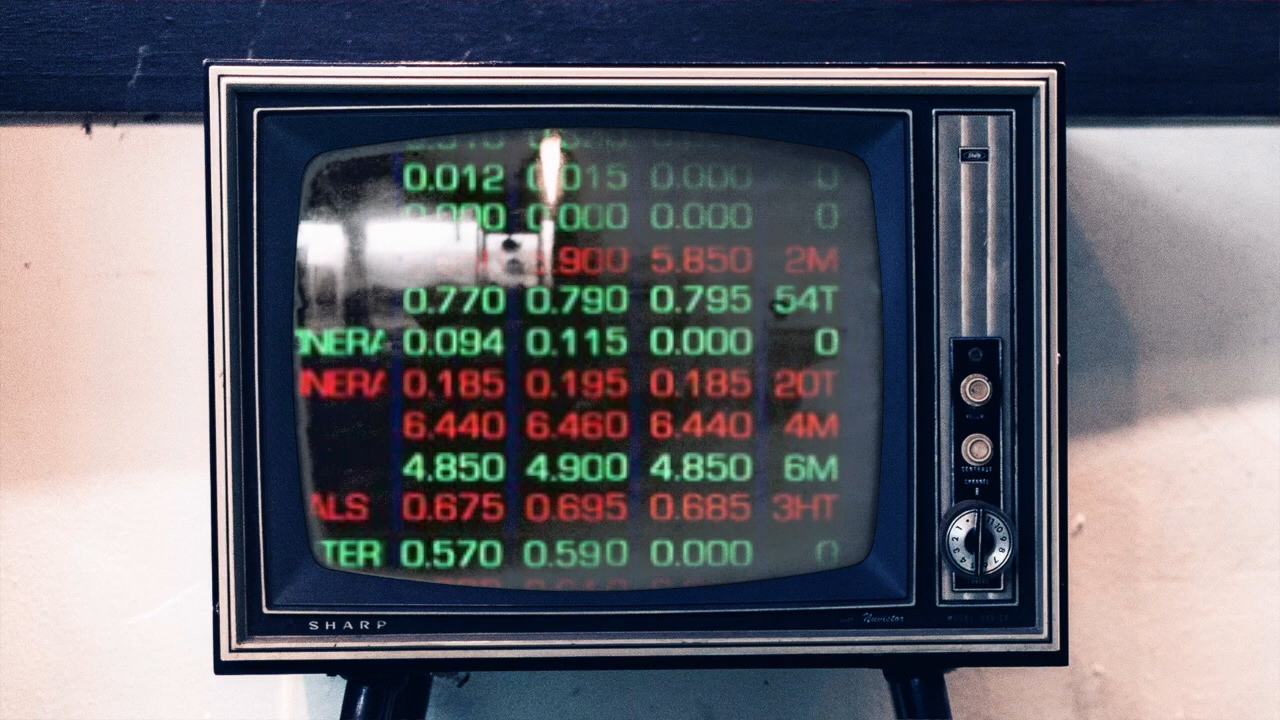 0.012 0.015 0.000 0
0.000 0.000 0.000 0
.900 5.850 2M
0.770 0.790 0.795 54T
NERA 0.094 0.115 0.000 0
NERA 0.185 0.195 0.185 20T
6.440 6.460 6.440 4M
4.850 4.900 4.850 6M
ALS 0.675 0.695 0.685 3HT
TER 0.570 0.590 0.000 0
CONTRAST
CHANNEL
SHARP